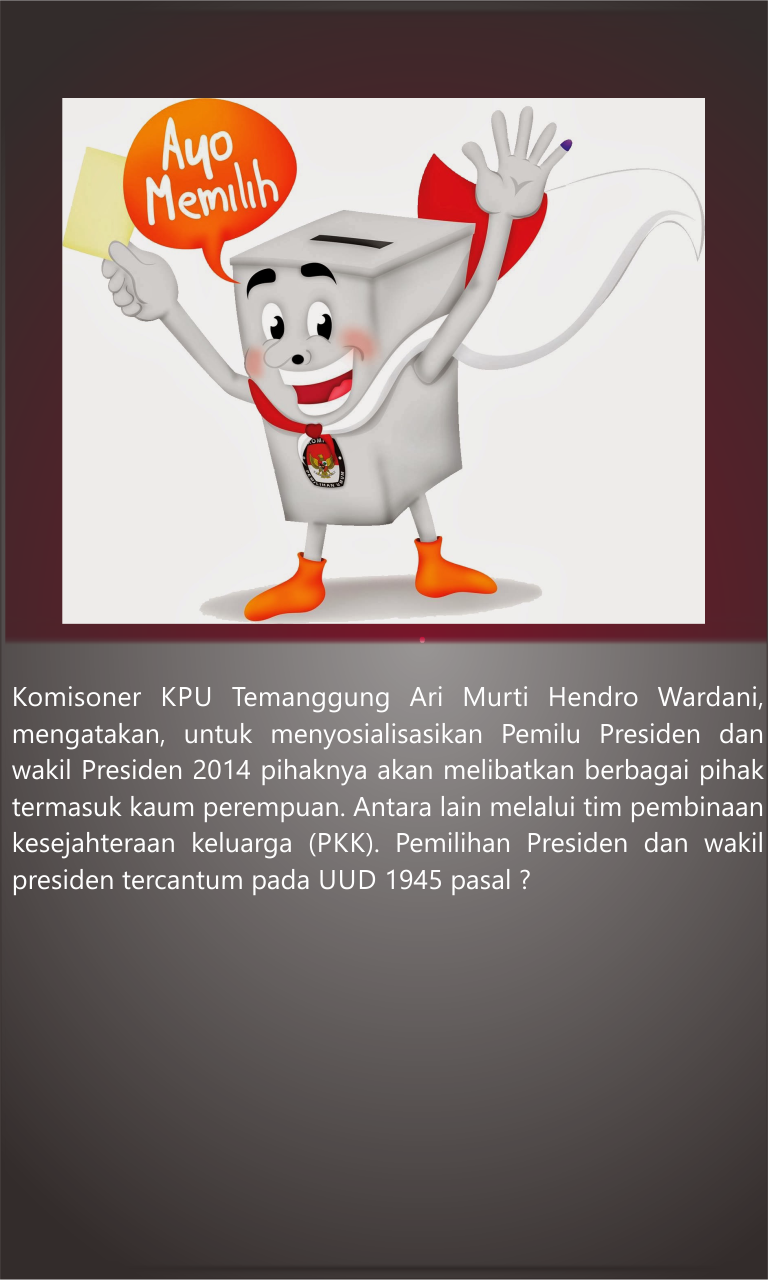 Ayo
Memilih
Komisoner KPU Temanggung Ari Murti Hendro Wardani,
mengatakan, untuk menyosialisasikan Pemilu Presiden dan
wakil Presiden 2014 pihaknya akan melibatkan berbagai pihak
termasuk kaum perempuan. Antara lain melalui tim pembinaan
kesejahteraan keluarga (PKK). Pemilihan Presiden dan wakil
presiden tercantum pada UUD 1945 pasal ?